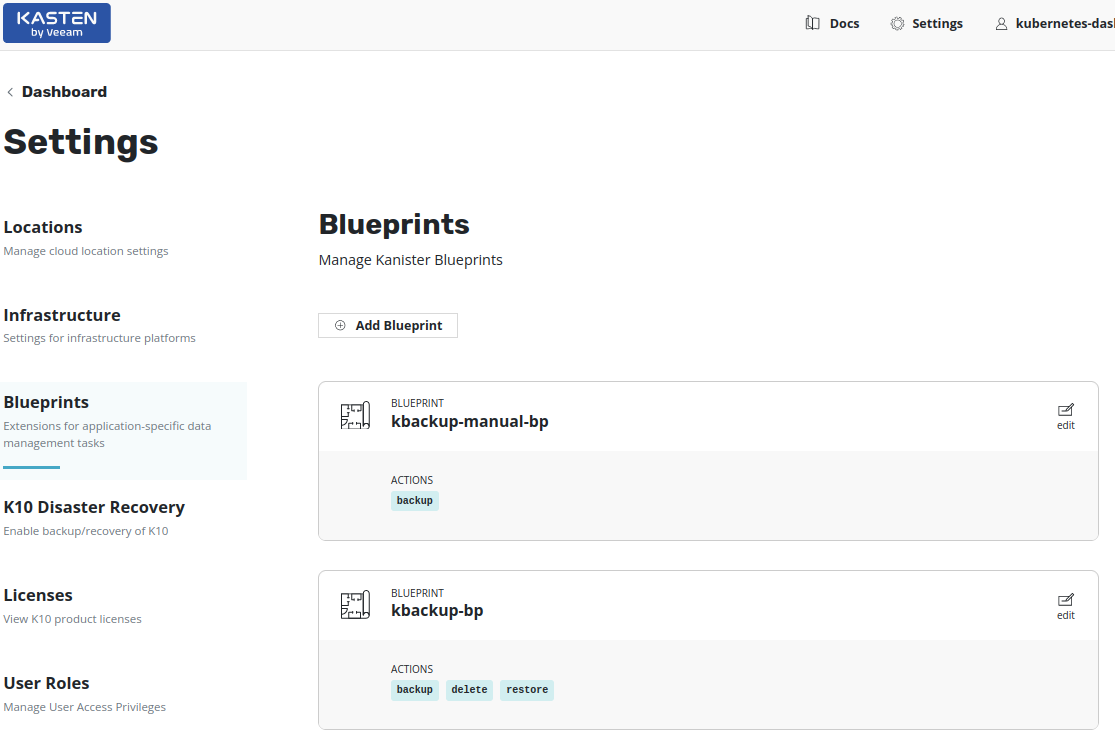 KASTEN
by Veeam
Docs
Settings
kubernetes-das
Dashboard
Settings
Locations
Manage cloud location settings
Infrastructure
Settings for infrastructure platforms
Blueprints
Extensions for application-specific data
management tasks
K10 Disaster Recovery
Enable backup/recovery of K10
Licenses
View K10 product licenses
User Roles
Manage User Access Privileges
Blueprints
Manage Kanister Blueprints
Add Blueprint
BLUEPRINT
kbackup-manual-bp
edit
ACTIONS
backup
BLUEPRINT
kbackup-bp
edit
ACTIONS
backup delete restore